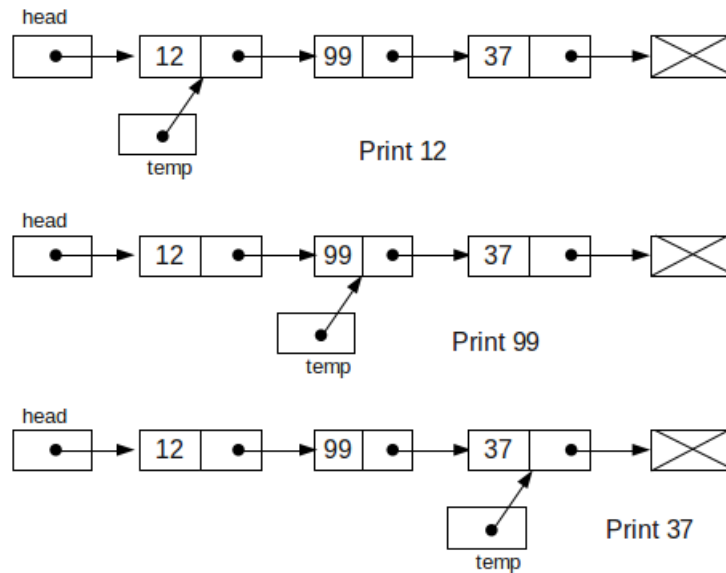 head
12 99 37
temp
Print 12
head
12 99 37
temp
Print 99
head
12 99 37
temp
Print 37